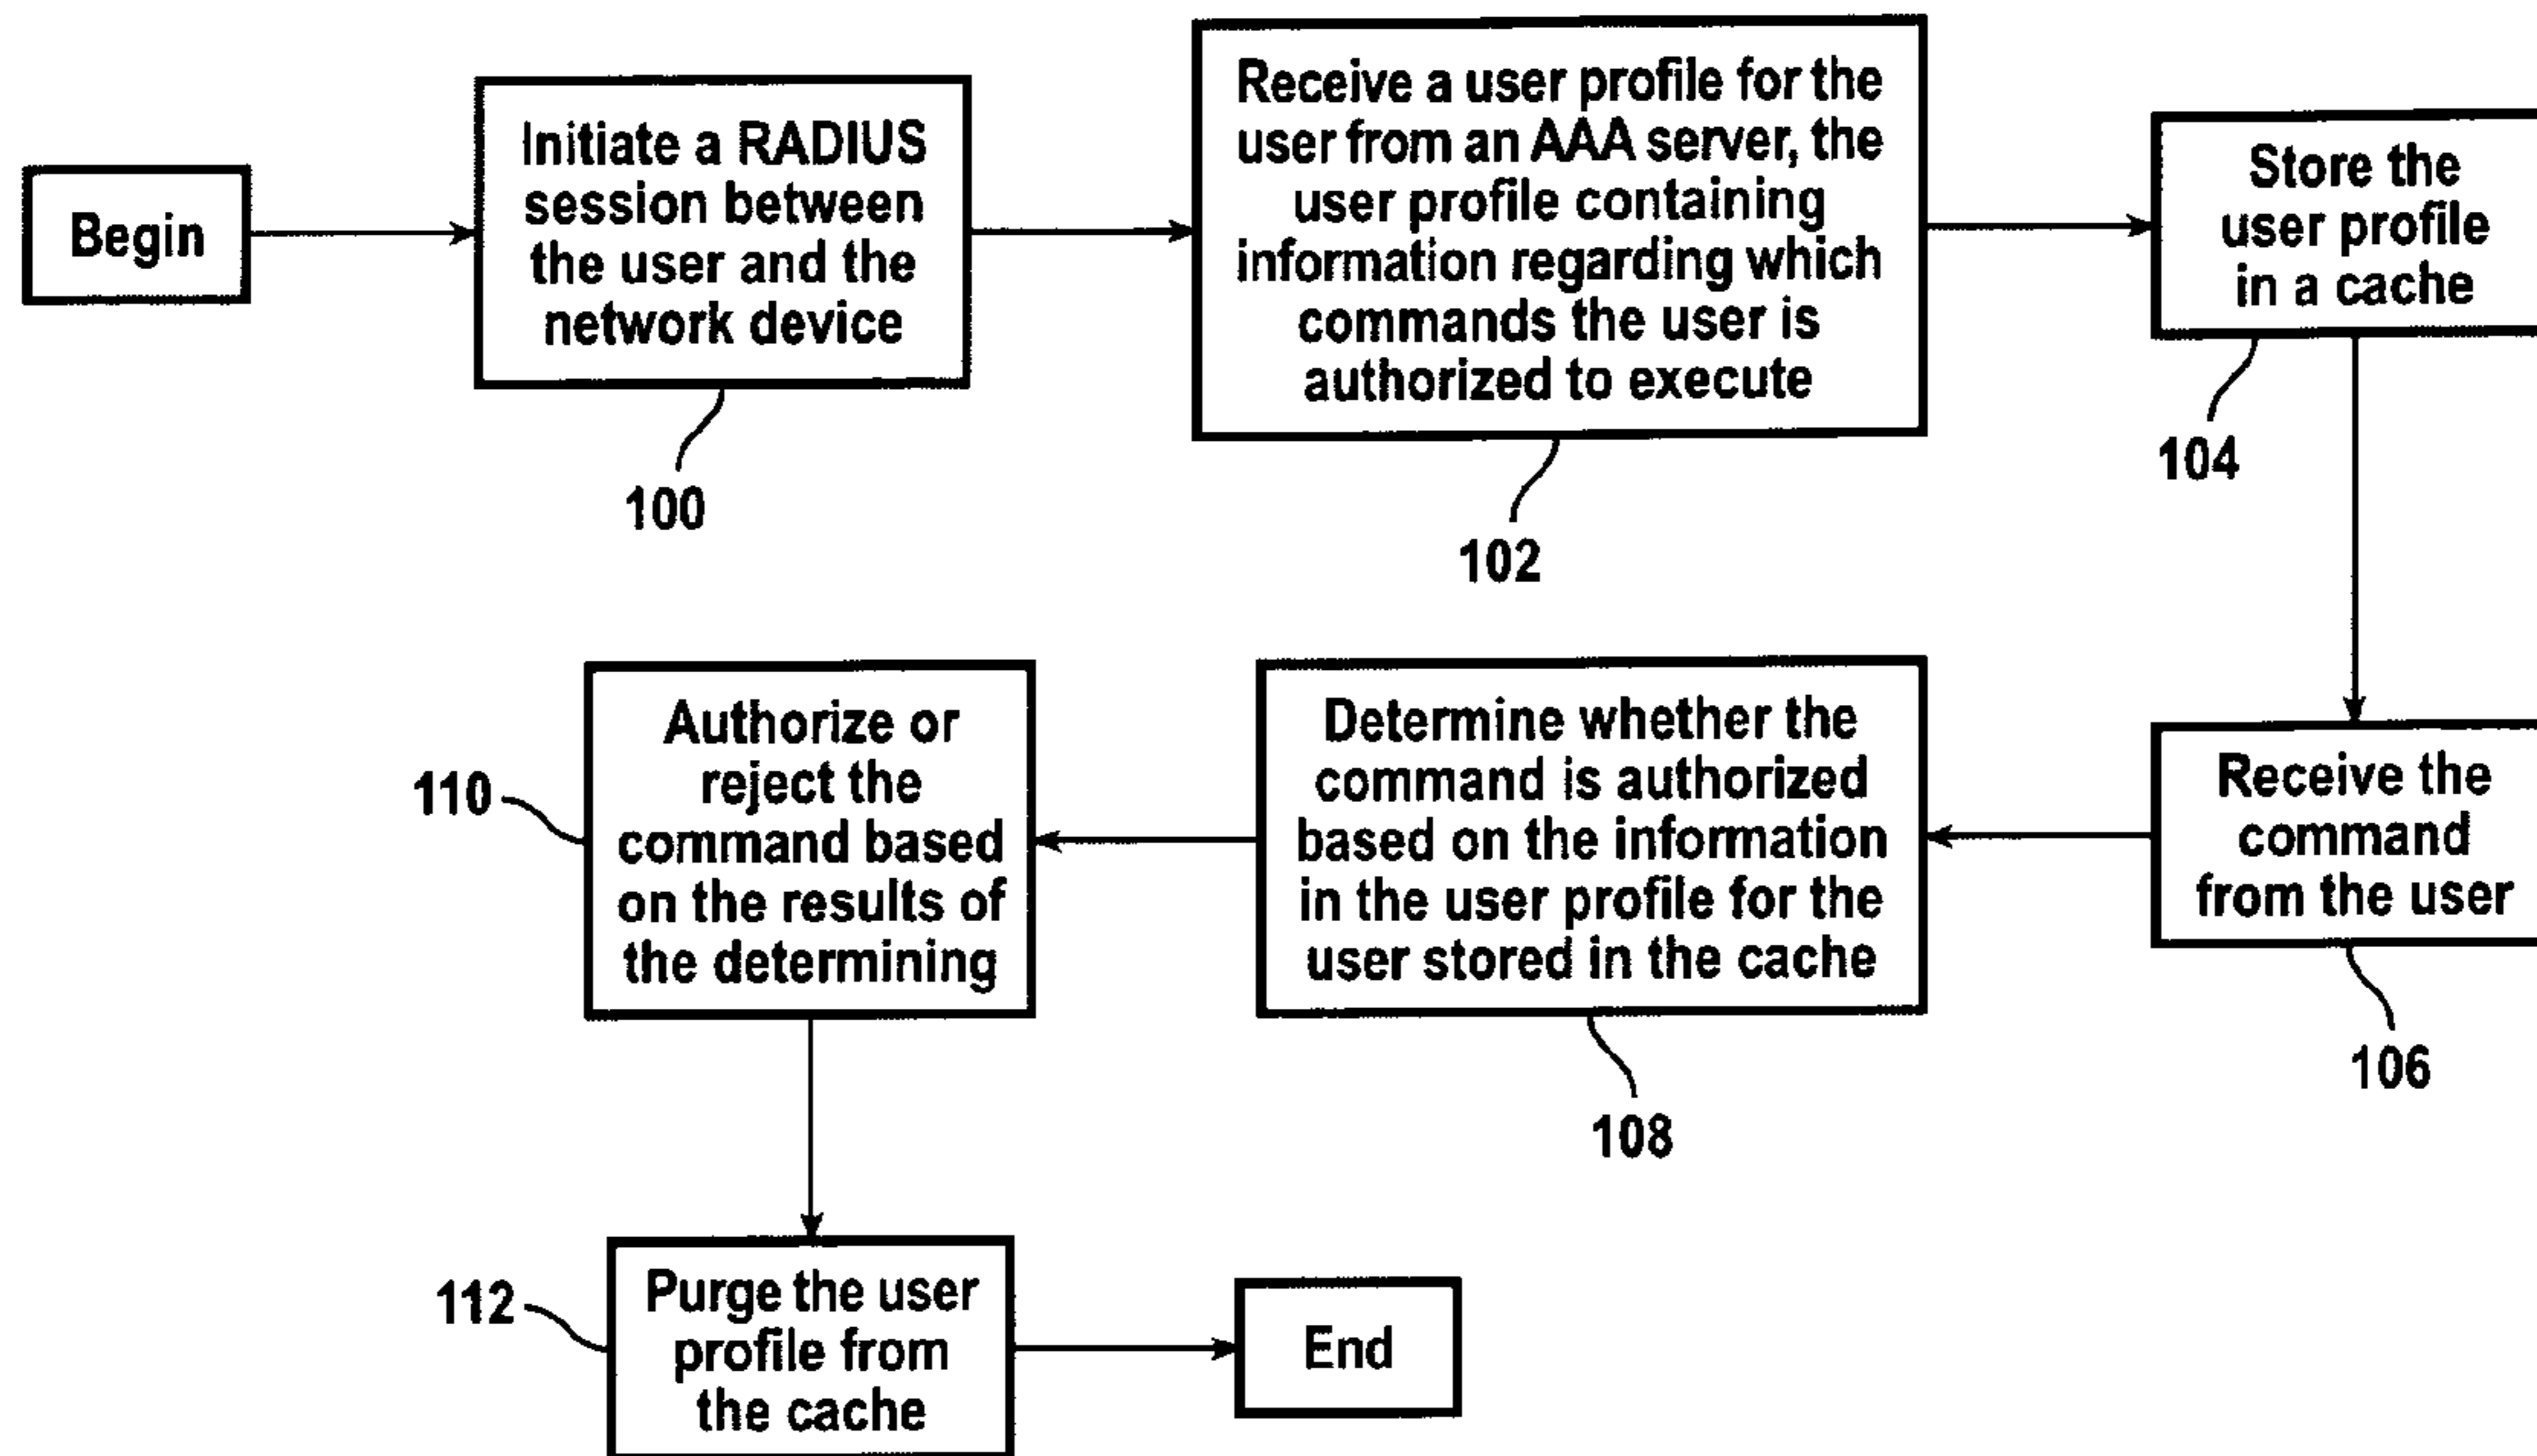 Begin
Initiate a RADIUS
session between
the user and the
network device
100
Receive a user profile for the
user from an AAA server, the
user profile containing
information regarding which
commands the user is
authorized to execute
102
Store the
user profile
in a cache
104
Receive the
command
from the user
106
Determine whether the
command is authorized
based on the information
in the user profile for the
user stored in the cache
108
Authorize or
reject the
command based
on the results of
the determining
110
Purge the user
profile from
the cache
112
End